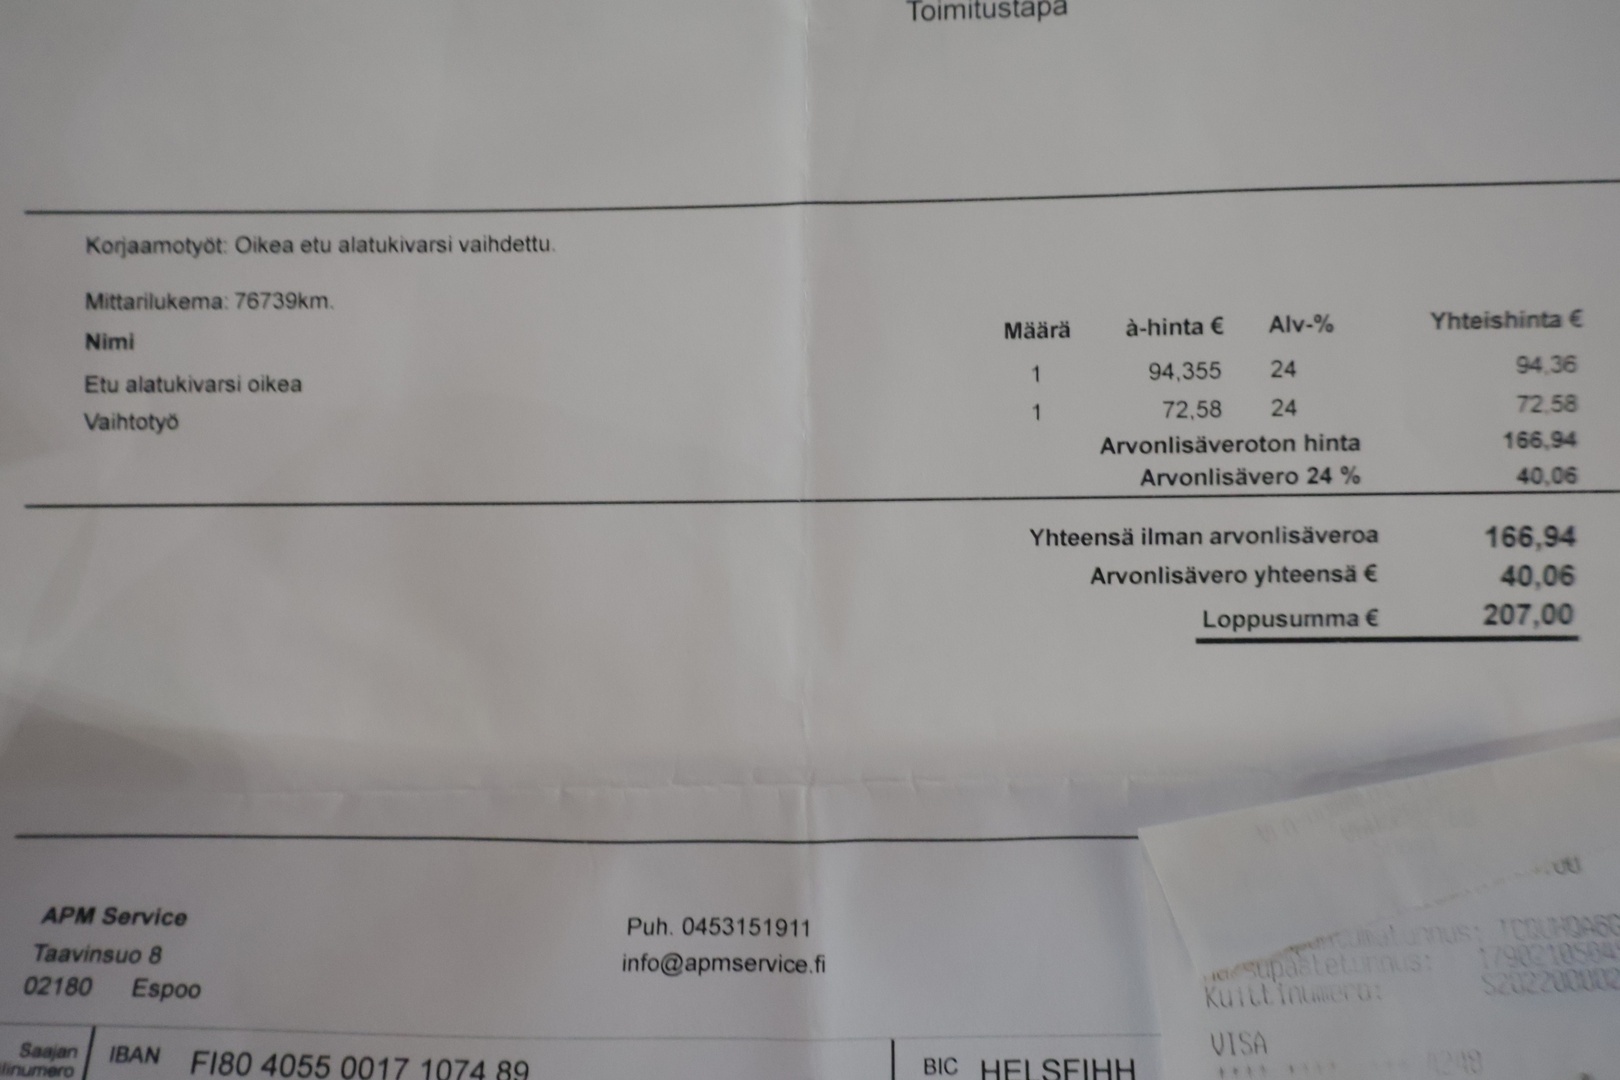 Toimitustapa
Korjaamotyöt: Oikea etu alatukivarsi vaihdettu.
Mittarilukema: 76739km.
Nimi Määrä à-hinta € Alv-% Yhteishinta €
Etu alatukivarsi oikea 1 94,355 24 94,36
Vaihtotyö 1 72,58 24 72,58
Arvonlisäveroton hinta 166,94
Arvonlisävero 24 % 40,06
Yhteensä ilman arvonlisäveroa 166,94
Arvonlisävero yhteensä € 40,06
Loppusumma € 207,00
APM Service
Taavinsuo 8
02180 Espoo
Puh. 0453151911
info@apmservice.fi
Saajan
IBAN FI80 4055 0017 1074 89
BIC HELSFIHH
Kuittinumero:
VISA